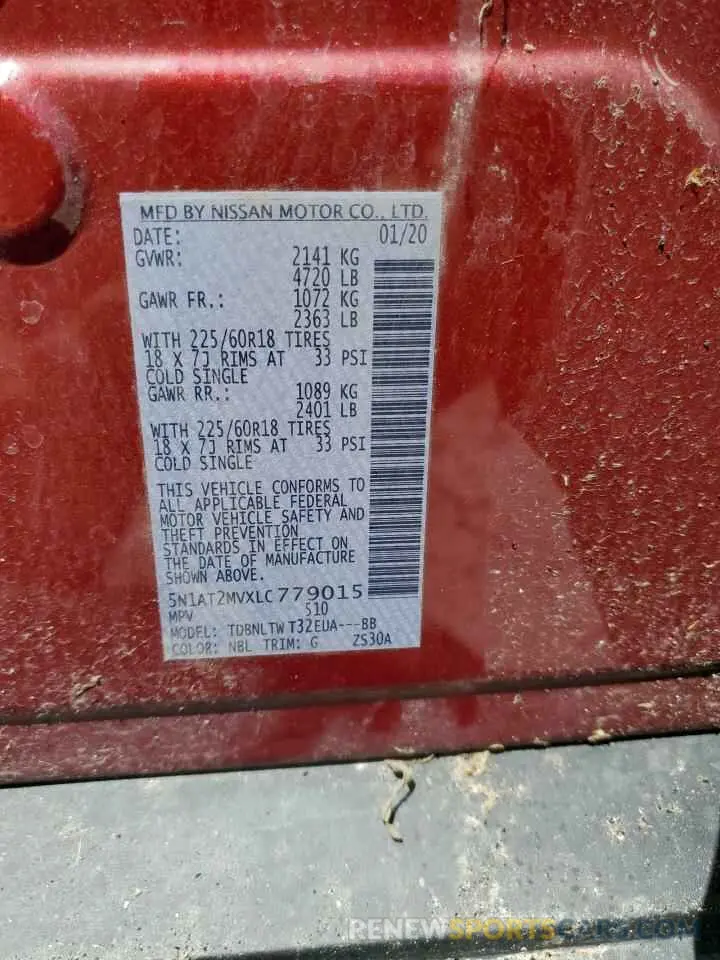 MFD BY NISSAN MOTOR CO., LTD.
DATE: 01/20
GVWR: 2141 KG
4720 LB
GAWR FR.: 1072 KG
2363 LB
WITH 225/60R18 TIRES
18 X 7J RIMS AT 33 PSI
COLD SINGLE
GAWR RR.: 1089 KG
2401 LB
WITH 225/60R18 TIRES
18 X 7J RIMS AT 33 PSI
COLD SINGLE
THIS VEHICLE CONFORMS TO
ALL APPLICABLE FEDERAL
MOTOR VEHICLE SAFETY AND
THEFT PREVENTION
STANDARDS IN EFFECT ON
THE DATE OF MANUFACTURE
SHOWN ABOVE.
5N1AT2MVXLC779015
MPV 510
MODEL: TDBNLTW T32EUA---BB
COLOR: NBL TRIM: G ZS30A
RENEWSPORTSCARS.COM